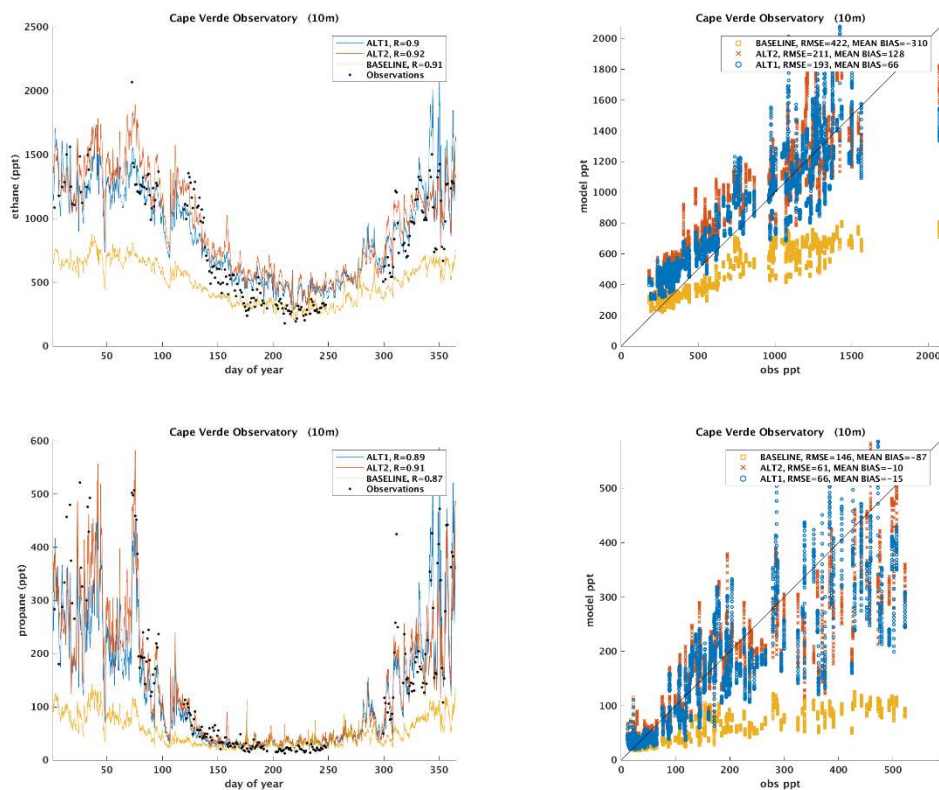 Cape Verde Observatory (10m)
2500
2000
1500
1000
500
0
ethane (ppt)
50 100 150 200 250 300 350
day of year
ALT1, R=0.9
ALT2, R=0.92
BASELINE, R=0.91
Observations
Cape Verde Observatory (10m)
2000
1800
1600
1400
1200
1000
800
600
400
200
0
model ppt
0 500 1000 1500 2000
obs ppt
BASELINE, RMSE=422, MEAN BIAS=-310
ALT2, RMSE=211, MEAN BIAS=128
ALT1, RMSE=193, MEAN BIAS=66
Cape Verde Observatory (10m)
600
500
400
300
200
100
0
propane (ppt)
50 100 150 200 250 300 350
day of year
ALT1, R=0.89
ALT2, R=0.91
BASELINE, R=0.87
Observations
Cape Verde Observatory (10m)
500
400
300
200
100
0
model ppt
0 100 200 300 400 500
obs ppt
BASELINE, RMSE=146, MEAN BIAS=-87
ALT2, RMSE=61, MEAN BIAS=-10
ALT1, RMSE=66, MEAN BIAS=-15